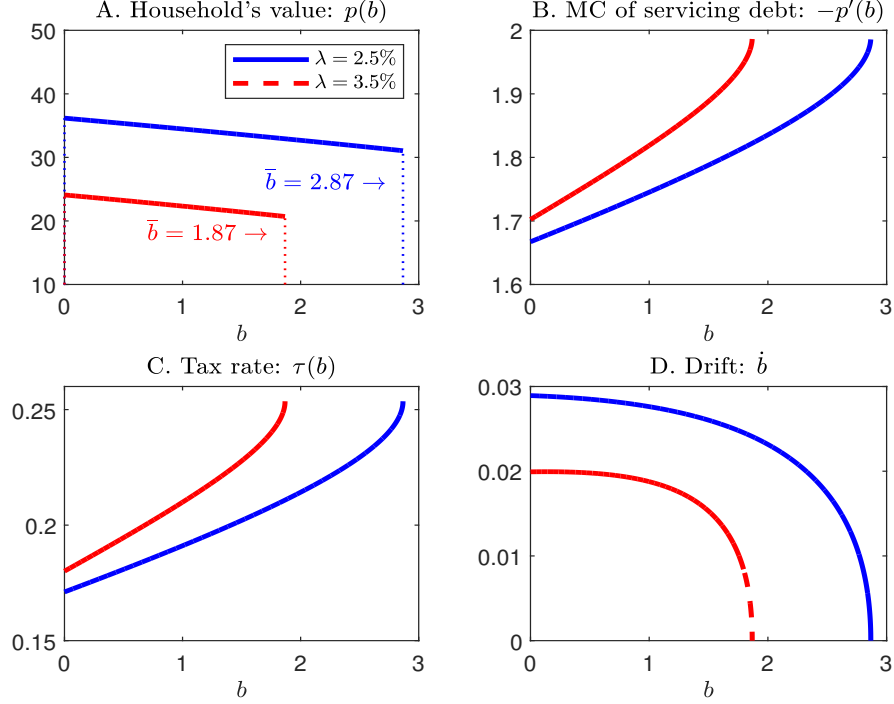 A. Household's value: p(b)
50
40
30
20
10
0
1
2
3
b
λ = 2.5%
λ = 3.5%
b̅ = 2.87 →
b̅ = 1.87 →
B. MC of servicing debt: −p′(b)
2
1.9
1.8
1.7
1.6
0
1
2
3
b
C. Tax rate: τ(b)
0.25
0.2
0.15
0
1
2
3
b
D. Drift: ḃ
0.03
0.02
0.01
0
0
1
2
3
b